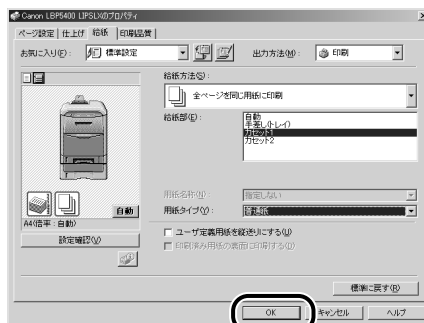 Canon LBP5400 LIPSLXのプロパティ
ページ設定 仕上げ 給紙 印刷品質
お気に入り(F): 標準設定 出力方法(M): 印刷
給紙方法(S):
全ページを同じ用紙に印刷
給紙部(E):
自動
手差し(トレイ)
カセット1
カセット2
自動
A4(倍率:自動)
設定確認(V)
用紙名称(N): 指定しない
用紙タイプ(Y): 普通紙
ユーザ定義用紙を縦送りにする(U)
印刷済み用紙の裏面に印刷する(D)
標準に戻す(R)
OK キャンセル ヘルプ